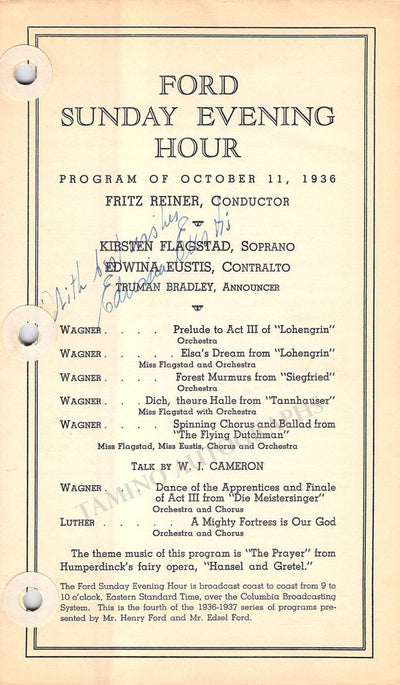 FORD
SUNDAY EVENING
HOUR
PROGRAM OF OCTOBER 11, 1936
FRITZ REINER, CONDUCTOR
With best wishes
Edwina Eustis
KIRSTEN FLAGSTAD, SOPRANO
EDWINA EUSTIS, CONTRALTO
TRUMAN BRADLEY, ANNOUNCER
WAGNER . . . . Prelude to Act III of "Lohengrin"
Orchestra
WAGNER . . . . . Elsa's Dream from "Lohengrin"
Miss Flagstad and Orchestra
WAGNER . . . . Forest Murmurs from "Siegfried"
Orchestra
WAGNER . . . Dich, theure Halle from "Tannhauser"
Miss Flagstad with Orchestra
WAGNER . . . . Spinning Chorus and Ballad from
"The Flying Dutchman"
Miss Flagstad, Miss Eustis, Chorus and Orchestra
TALK BY W. J. CAMERON
WAGNER . . . Dance of the Apprentices and Finale
of Act III from "Die Meistersinger"
Orchestra and Chorus
LUTHER . . . . . A Mighty Fortress is Our God
Orchestra and Chorus
The theme music of this program is "The Prayer" from
Humperdinck's fairy opera, "Hansel and Gretel."
The Ford Sunday Evening Hour is broadcast coast to coast from 9 to
10 o'clock, Eastern Standard Time, over the Columbia Broadcasting
System. This is the fourth of the 1936-1937 series of programs pre-
sented by Mr. Henry Ford and Mr. Edsel Ford.
TAMINO AUTOGRAPHS